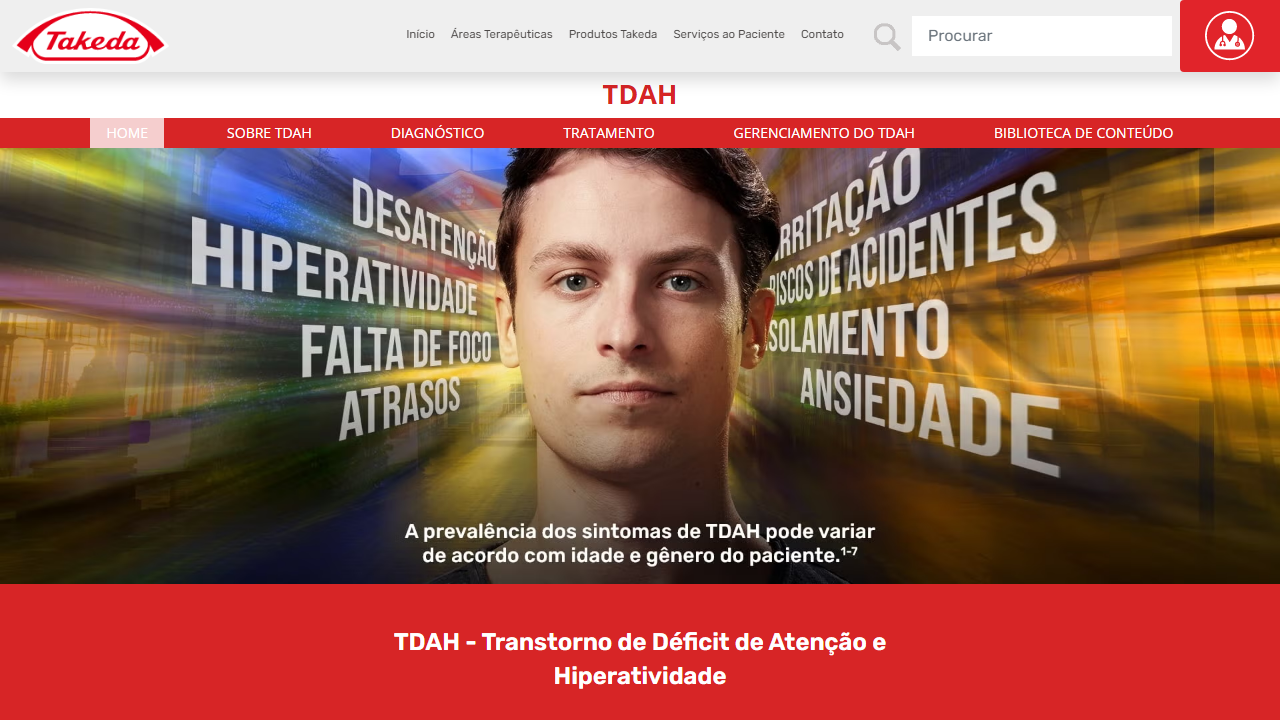 Takeda
Início
Áreas Terapêuticas
Produtos Takeda
Serviços ao Paciente
Contato
Procurar
TDAH
HOME
SOBRE TDAH
DIAGNÓSTICO
TRATAMENTO
GERENCIAMENTO DO TDAH
BIBLIOTECA DE CONTEÚDO
DESATENÇÃO
HIPERATIVIDADE
FALTA DE FOCO
ATRASOS
IRRITAÇÃO
RISCOS DE ACIDENTES
ISOLAMENTO
ANSIEDADE
A prevalência dos sintomas de TDAH pode variar
de acordo com idade e gênero do paciente.¹⁻⁷
TDAH - Transtorno de Déficit de Atenção e
Hiperatividade